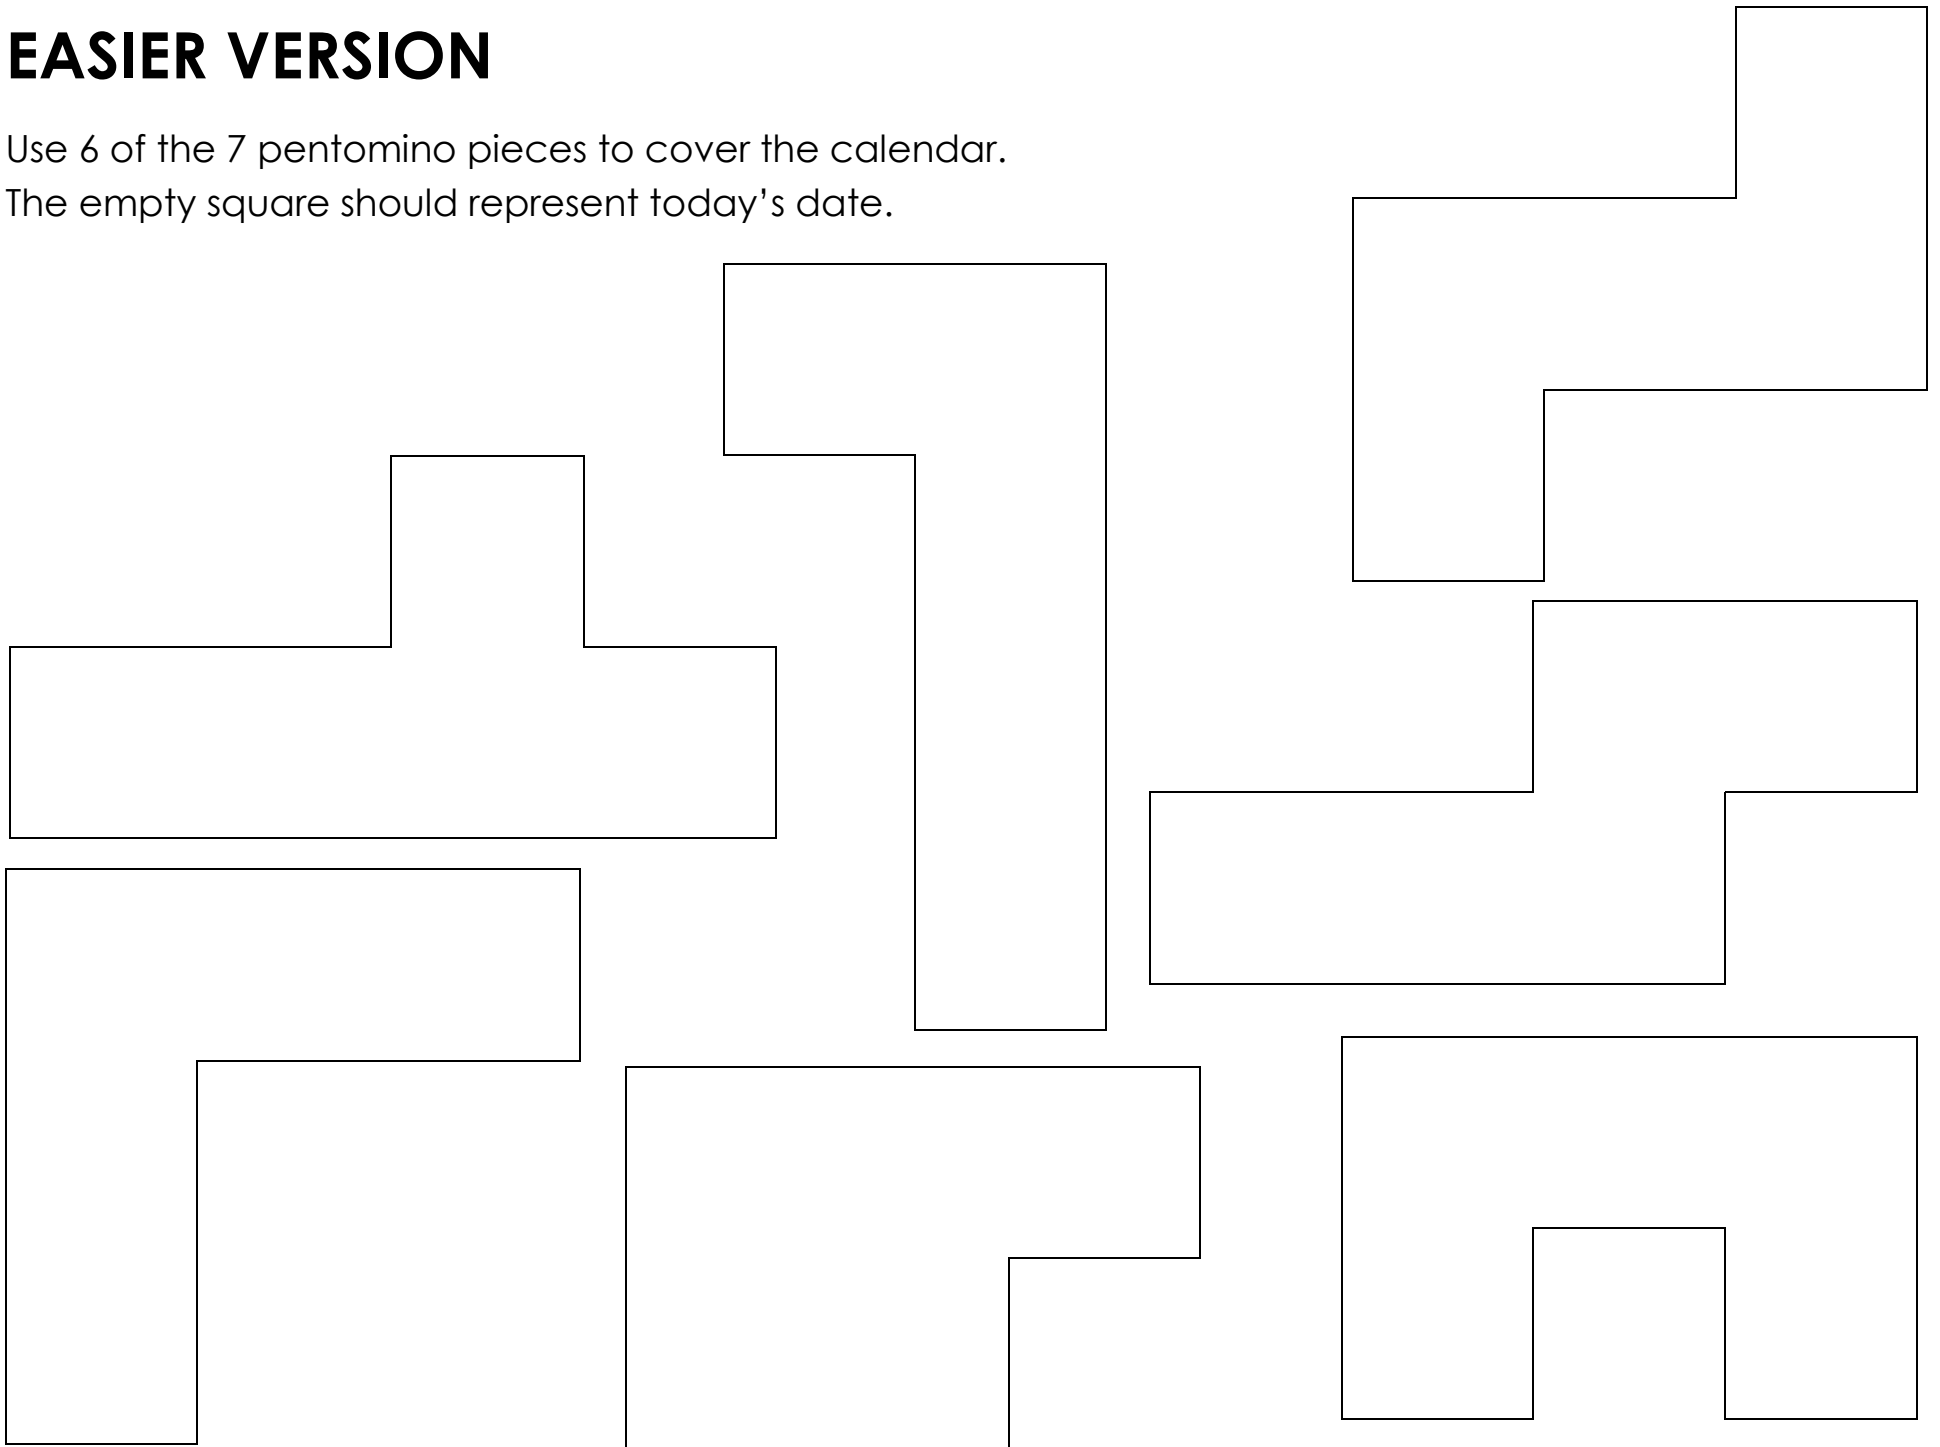 EASIER VERSION
Use 6 of the 7 pentomino pieces to cover the calendar.
The empty square should represent today’s date.